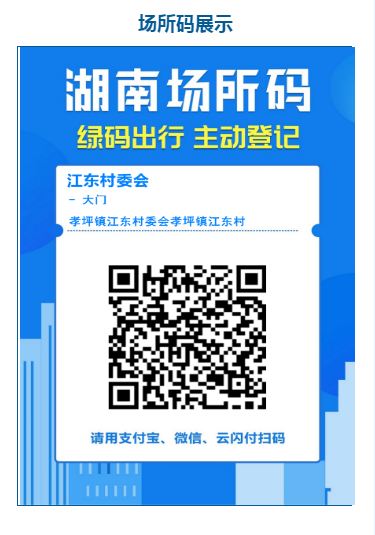 场所码展示
湖南场所码
绿码出行 主动登记
江东村委会
- 大门
孝坪镇江东村委会孝坪镇江东村
请用支付宝、微信、云闪付扫码